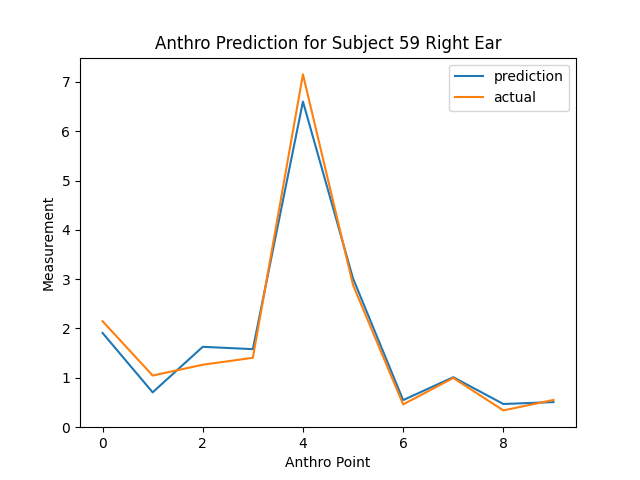 Anthro Prediction for Subject 59 Right Ear
prediction
actual
7
6
5
4
3
2
1
0
Measurement
0 2 4 6 8
Anthro Point